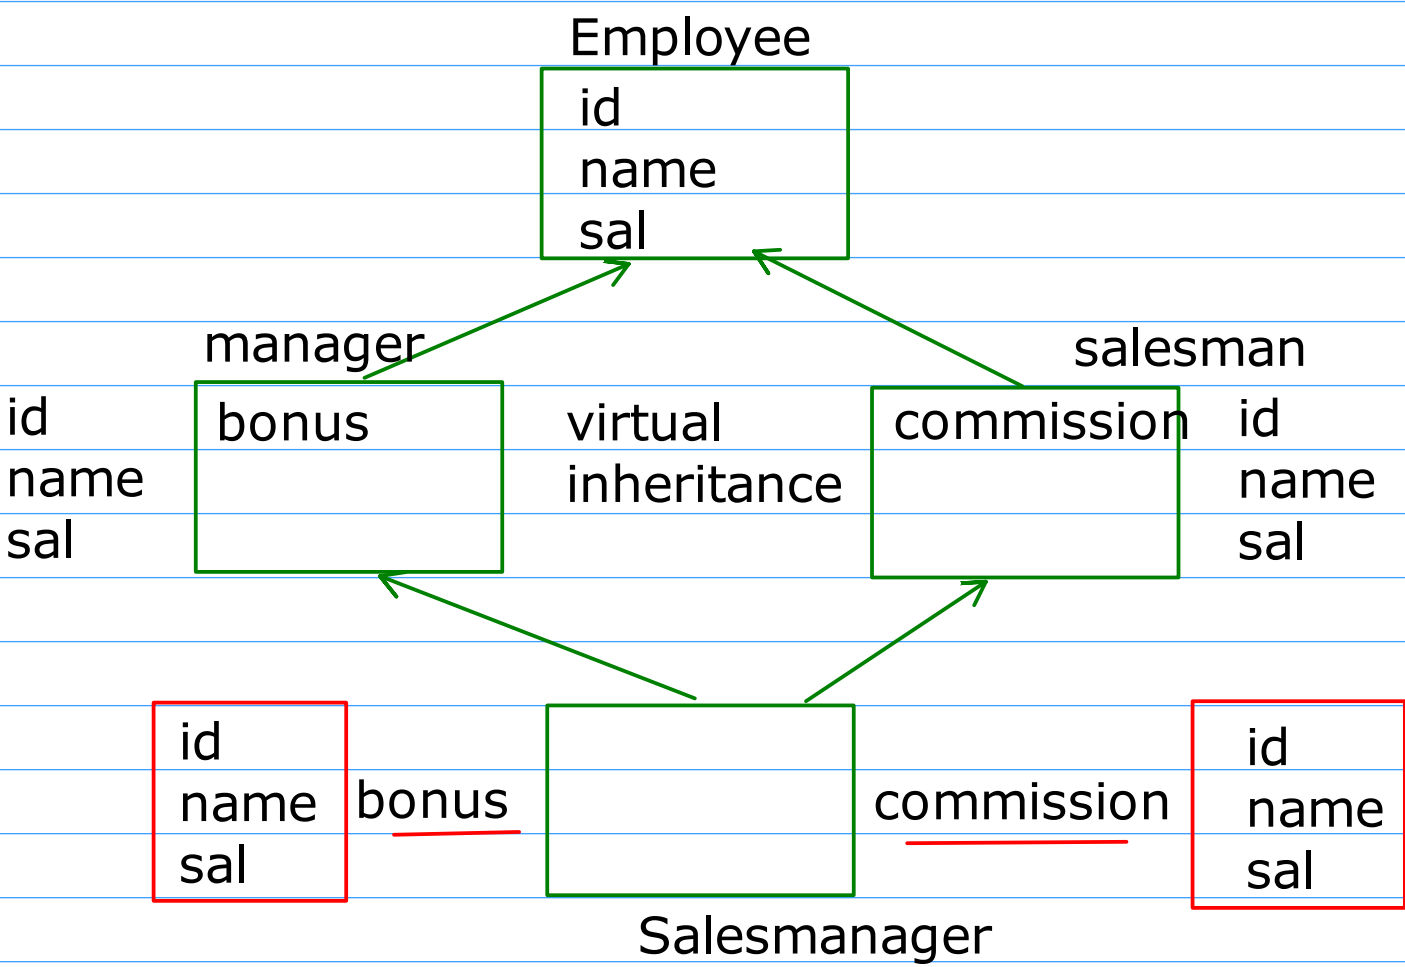 Employee
id
name
sal
manager
salesman
id
name
sal
bonus
virtual
inheritance
commission
id
name
sal
id
name
sal
bonus
commission
id
name
sal
Salesmanager